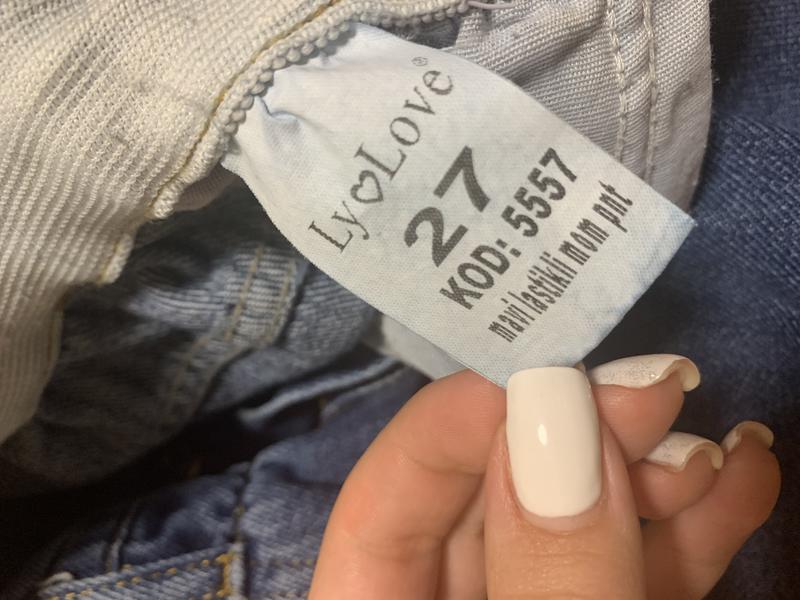 Ly♡Love®
27
KOD: 5557
mavi lastikli mom pnt